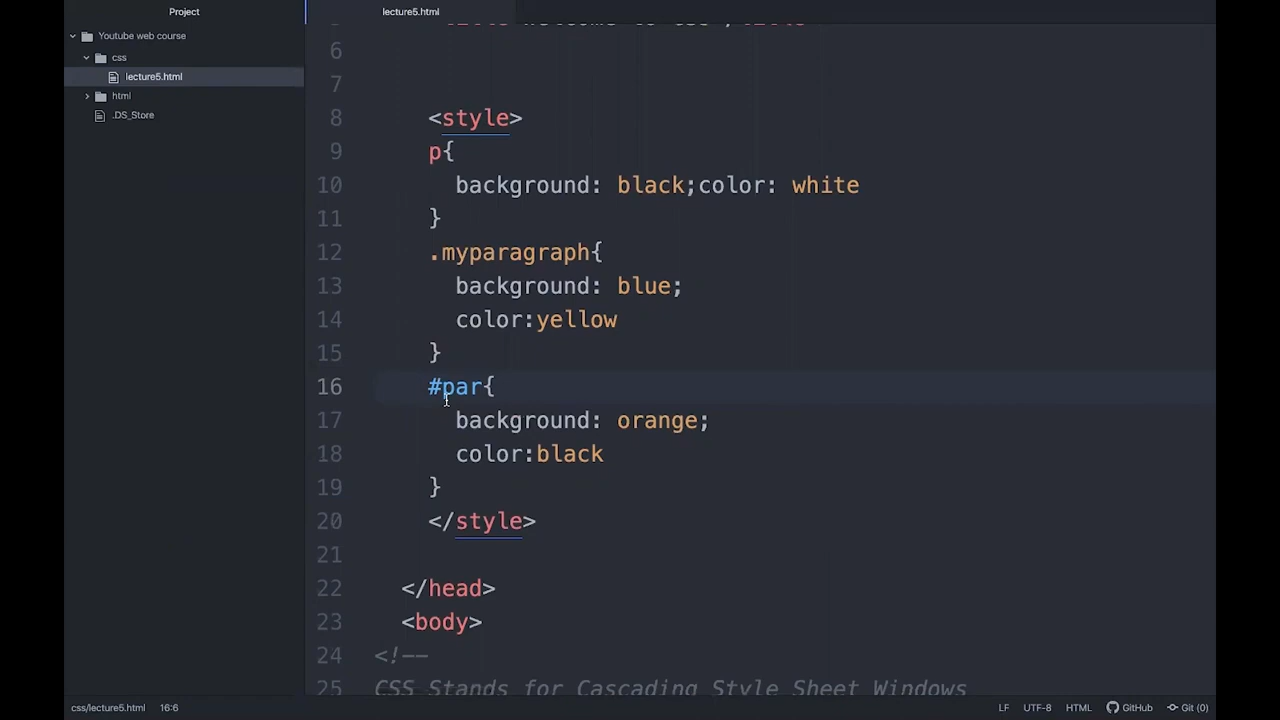 Project
lecture5.html
Youtube web course
css
lecture5.html
html
.DS_Store
6
7
8 <style>
9 p{
10 background: black;color: white
11 }
12 .myparagraph{
13 background: blue;
14 color:yellow
15 }
16 #par{
17 background: orange;
18 color:black
19 }
20 </style>
21
22 </head>
23 <body>
24 <!--
25 CSS Stands for Cascading Style Sheet Windows
css/lecture5.html 16:6 LF UTF-8 HTML GitHub Git (0)